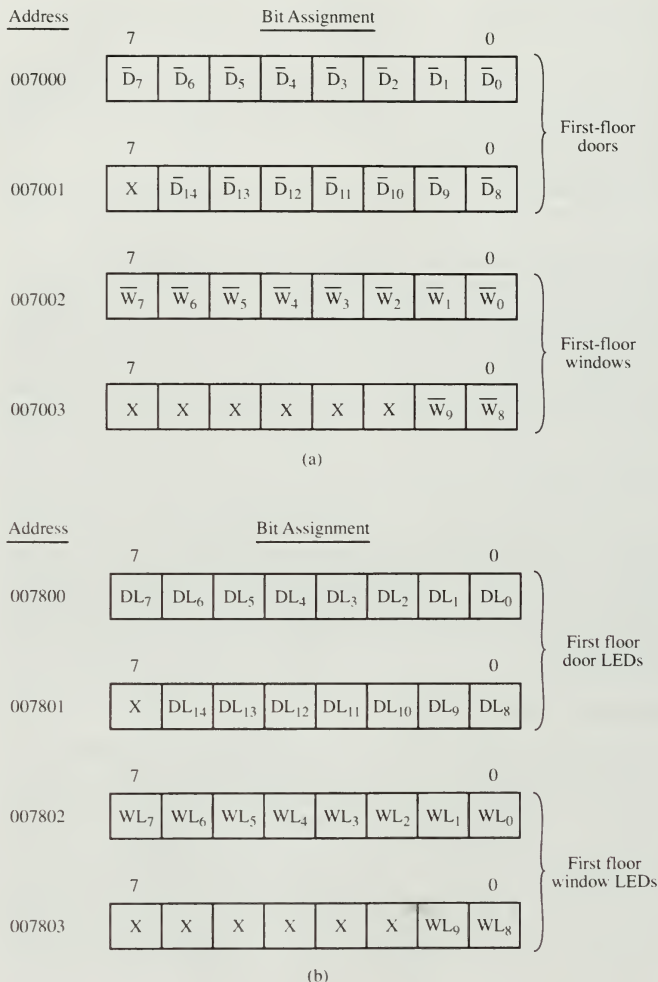 Address Bit Assignment
7 0
007000 D̅₇ D̅₆ D̅₅ D̅₄ D̅₃ D̅₂ D̅₁ D̅₀
First-floor
doors
7 0
007001 X D̅₁₄ D̅₁₃ D̅₁₂ D̅₁₁ D̅₁₀ D̅₉ D̅₈
7 0
007002 W̅₇ W̅₆ W̅₅ W̅₄ W̅₃ W̅₂ W̅₁ W̅₀
First-floor
windows
7 0
007003 X X X X X X W̅₉ W̅₈
(a)
Address Bit Assignment
7 0
007800 DL₇ DL₆ DL₅ DL₄ DL₃ DL₂ DL₁ DL₀
First floor
door LEDs
7 0
007801 X DL₁₄ DL₁₃ DL₁₂ DL₁₁ DL₁₀ DL₉ DL₈
7 0
007802 WL₇ WL₆ WL₅ WL₄ WL₃ WL₂ WL₁ WL₀
First floor
window LEDs
7 0
007803 X X X X X X WL₉ WL₈
(b)